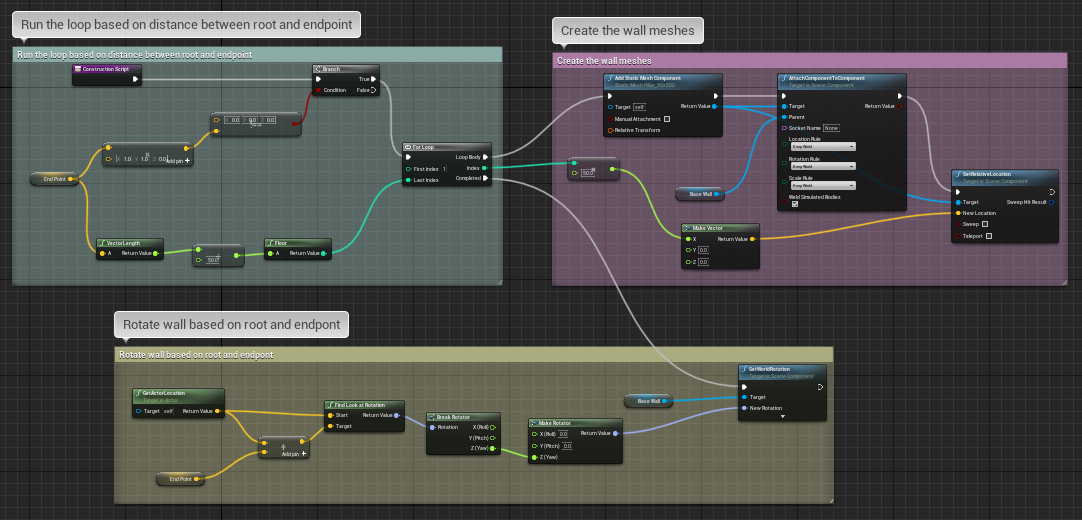 Run the loop based on distance between root and endpoint
Run the loop based on distance between root and endpoint
Construction Script
Branch
True
Condition False
X 0.0 Y 0.0 Z 0.0
X 1.0 Y 1.0 Z 0.0
Add pin +
End Point
For Loop
Loop Body
First Index 1
Index
Last Index
Completed
VectorLength
A Return Value
50.0
Floor
A Return Value
Create the wall meshes
Create the wall meshes
Add Static Mesh Component
Target self
Return Value
Manual Attachment
Relative Transform
AttachComponentToComponent
Target is Scene Component
Target
Return Value
Parent
Socket Name None
Location Rule
Keep World
Rotation Rule
Keep World
Scale Rule
Keep World
Weld Simulated Bodies
50.0
Base Wall
Make Vector
X Return Value
Y 0.0
Z 0.0
SetRelativeLocation
Target is Scene Component
Target Sweep Hit Result
New Location
Sweep
Teleport
Rotate wall based on root and endpont
Rotate wall based on root and endpont
GetActorLocation
Target is Actor
Target self Return Value
+
Add pin +
End Point
Find Look at Rotation
Start Return Value
Target
Break Rotator
Rotation X (Roll)
Y (Pitch)
Z (Yaw)
Make Rotator
X (Roll) 0.0 Return Value
Y (Pitch) 0.0
Z (Yaw)
Base Wall
SetWorldRotation
Target is Scene Component
Target
New Rotation